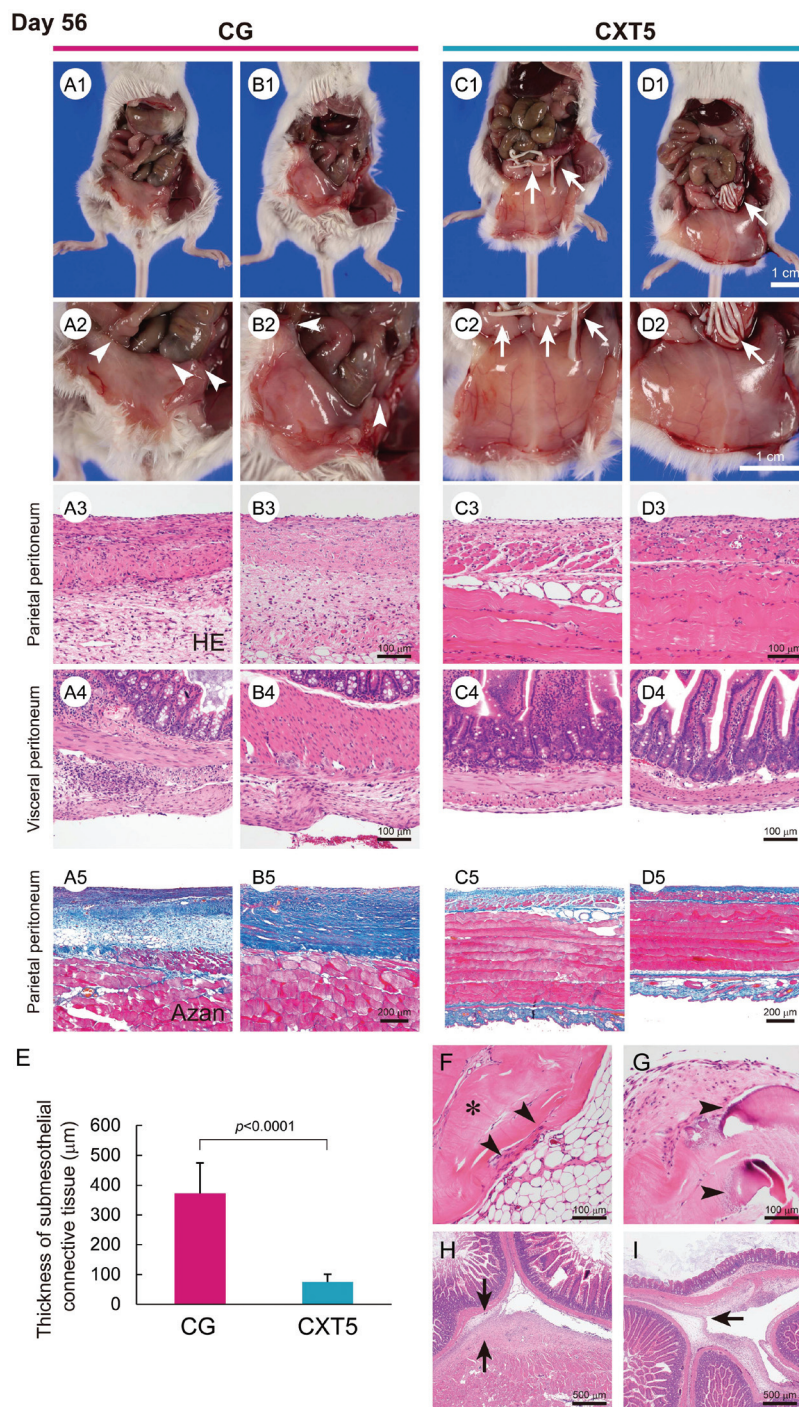 Day 56
CG CXT5
A1 B1 C1 D1
1 cm
A2 B2 C2 D2
1 cm
Parietal peritoneum
A3 B3 C3 D3
HE
100 μm 100 μm
Visceral peritoneum
A4 B4 C4 D4
100 μm 100 μm
Parietal peritoneum
A5 B5 C5 D5
Azan
200 μm 200 μm
E
Thickness of submesothelial
connective tissue (μm)
600
500
400
300
200
100
0
p<0.0001
CG CXT5
F G
*
100 μm 100 μm
H I
500 μm 500 μm